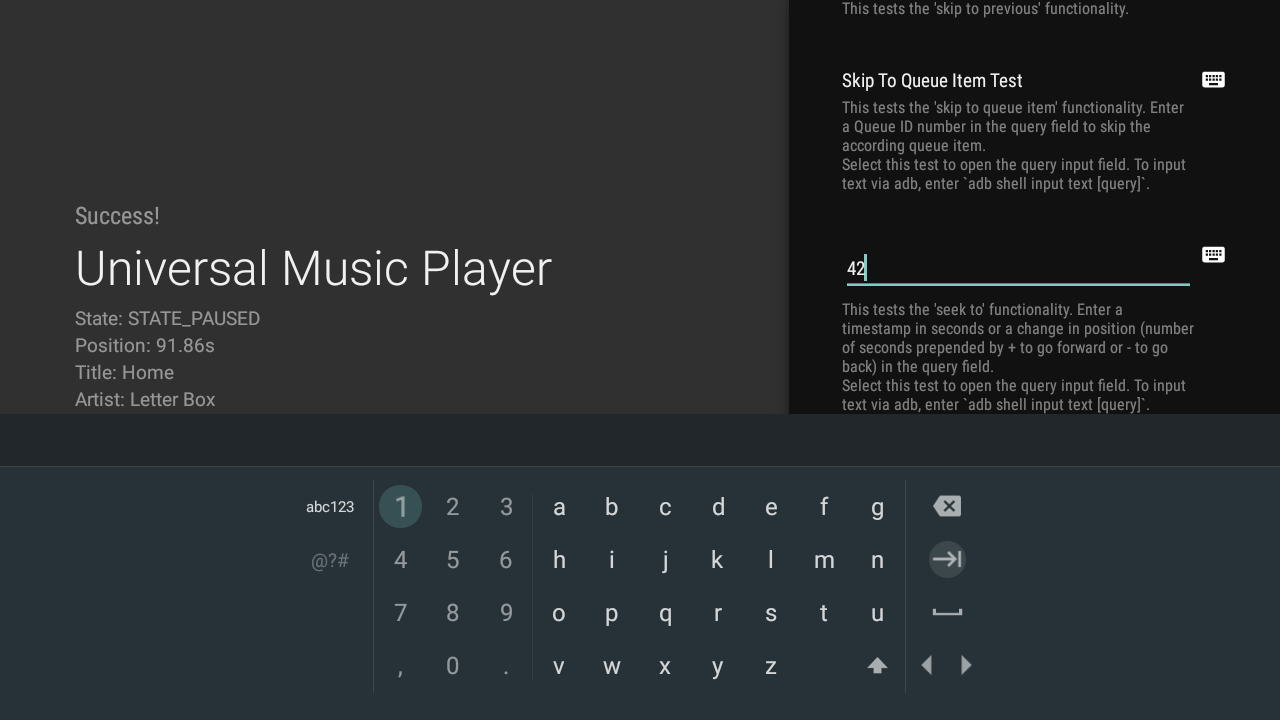 This tests the 'skip to previous' functionality.
Skip To Queue Item Test
This tests the 'skip to queue item' functionality. Enter
a Queue ID number in the query field to skip the
according queue item.
Select this test to open the query input field. To input
text via adb, enter `adb shell input text [query]`.
Success!
Universal Music Player
State: STATE_PAUSED
Position: 91.86s
Title: Home
Artist: Letter Box
42
This tests the 'seek to' functionality. Enter a
timestamp in seconds or a change in position (number
of seconds prepended by + to go forward or - to go
back) in the query field.
Select this test to open the query input field. To input
text via adb, enter `adb shell input text [query]`.
abc123 1 2 3 a b c d e f g
@?# 4 5 6 h i j k l m n
7 8 9 o p q r s t u
, 0 . v w x y z